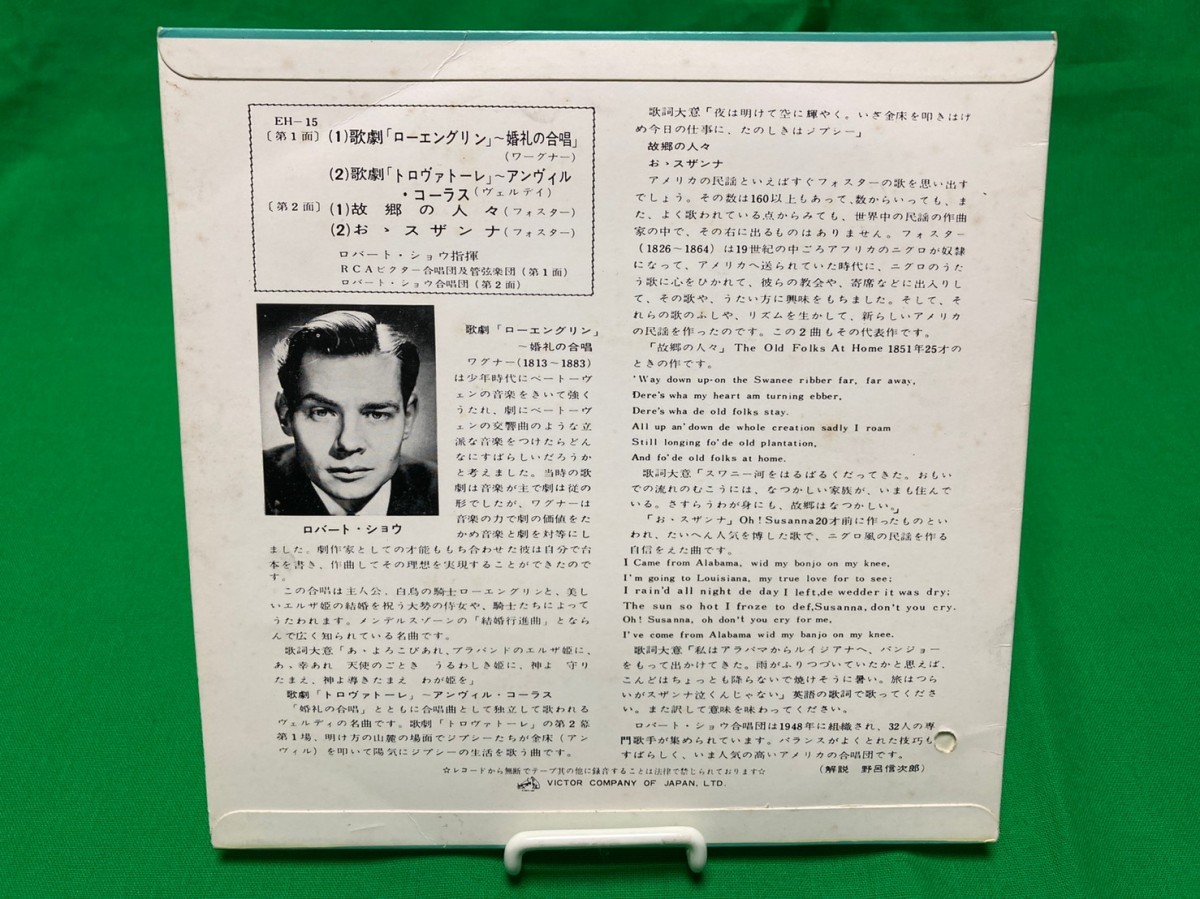 EH-15
〔第1面〕(1)歌劇「ローエングリン」〜婚礼の合唱」
(ワーグナー)
(2)歌劇「トロヴァトーレ」〜アンヴィル
・コーラス(ヴェルディ)
〔第2面〕(1)故郷の人々(フォスター)
(2)おゝスザンナ(フォスター)
ロバート・ショウ指揮
RCAビクター合唱団及管弦楽団(第1面)
ロバート・ショウ合唱団(第2面)
ロバート・ショウ
歌劇「ローエングリン」
〜婚礼の合唱
ワグナー(1813〜1883)
は少年時代にベートーヴ
ェンの音楽をきいて強く
うたれ、劇にベートーヴ
ェンの交響曲のような立
派な音楽をつけたらどん
なにすばらしいだろうか
と考えました。当時の歌
劇は音楽が主で劇は従の
形でしたが、ワグナーは
音楽の力で劇の価値をた
かめ音楽と劇を対等にし
ました。劇作家としての才能ももち合わせた彼は自分で台
本を書き、作曲してその理想を実現することができたので
す。
この合唱は主人公、白鳥の騎士ローエングリンと、美し
いエルザ姫の結婚を祝う大勢の侍女や、騎士たちによって
うたわれます。メンデルスゾーンの「結婚行進曲」となら
んで広く知られている名曲です。
歌詞大意「あゝよろこびあれ、ブラバンドのエルザ姫に、
あゝ幸あれ 天使のごとき うるわしき姫に、神よ 守り
たまえ、神よ導きたまえ わが姫を」
歌劇「トロヴァトーレ」〜アンヴィル・コーラス
「婚礼の合唱」とともに合唱曲として独立して歌われる
ヴェルディの名曲です。歌劇「トロヴァトーレ」の第2幕
第1場、明け方の山麓の場面でジプシーたちが金床(アン
ヴィル)を叩いて陽気にジプシーの生活を歌う曲です。
歌詞大意「夜は明けて空に輝やく。いざ金床を叩きはげ
め今日の仕事に、たのしきはジプシー」
故郷の人々
おゝスザンナ
アメリカの民謡といえばすぐフォスターの歌を思い出す
でしょう。その数は160以上もあって、数からいっても、ま
た、よく歌われている点からみても、世界中の民謡の作曲
家の中で、その右に出るものはありません。フォスター
(1826〜1864)は19世紀の中ごろアフリカのニグロが奴隷
になって、アメリカへ送られていた時代に、ニグロのうた
う歌に心をひかれて、彼らの教会や、寄席などに出入りし
て、その歌や、うたい方に興味をもちました。そして、そ
れらの歌のふしや、リズムを生かして、新らしいアメリカ
の民謡を作ったのです。この2曲もその代表作です。
「故郷の人々」The Old Folks At Home 1851年25才の
ときの作です。
'Way down up-on the Swanee ribber far, far away,
Dere's wha my heart am turning ebber,
Dere's wha de old folks stay.
All up an' down de whole creation sadly I roam
Still longing fo'de old plantation,
And fo'de old folks at home.
歌詞大意「スワニー河をはるばるくだってきた。おもい
での流れのむこうには、なつかしい家族が、いまも住んで
いる。さすらうわが身にも、故郷はなつかしい。」
「おゝスザンナ」Oh! Susanna20才前に作ったものとい
われ、たいへん人気を博した歌で、ニグロ風の民謡を作る
自信をえた曲です。
I Came from Alabama, wid my bonjo on my knee,
I'm going to Louisiana, my true love for to see;
I rain'd all night de day I left,de wedder it was dry;
The sun so hot I froze to def,Susanna, don't you cry.
Oh! Susanna, oh don't you cry for me,
I've come from Alabama wid my banjo on my knee.
歌詞大意「私はアラバマからルイジアナへ、バンジョー
をもって出かけてきた。雨がふりつづいていたかと思えば、
こんどはちょっとも降らないで焼けそうに暑い。旅はつら
いがスザンナ泣くんじゃない」英語の歌詞で歌ってくださ
い。また訳して意味を味わってください。
ロバート・ショウ合唱団は1948年に組織され、32人の専
門歌手が集められています。バランスがよくとれた技巧も
すばらしく、いま人気の高いアメリカの合唱団です。
(解説 野呂信次郎)
☆レコードから無断でテープ其の他に録音することは法律で禁じられております☆
VICTOR COMPANY OF JAPAN, LTD.